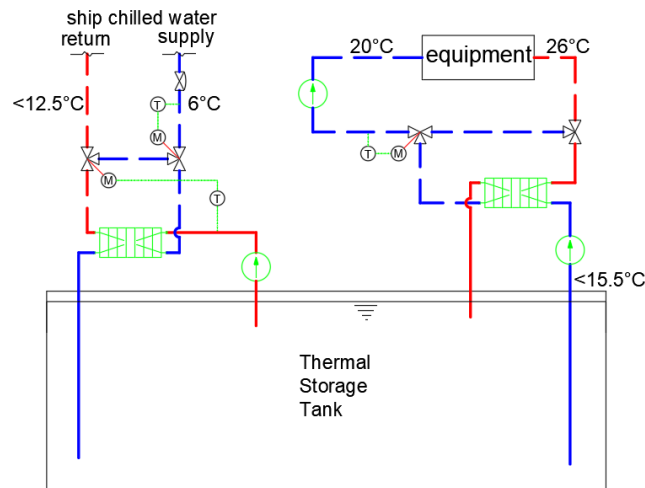 ship chilled water
return supply
<12.5°C
6°C
T
M
M
T
20°C
equipment
26°C
T
M
<15.5°C
Thermal
Storage
Tank